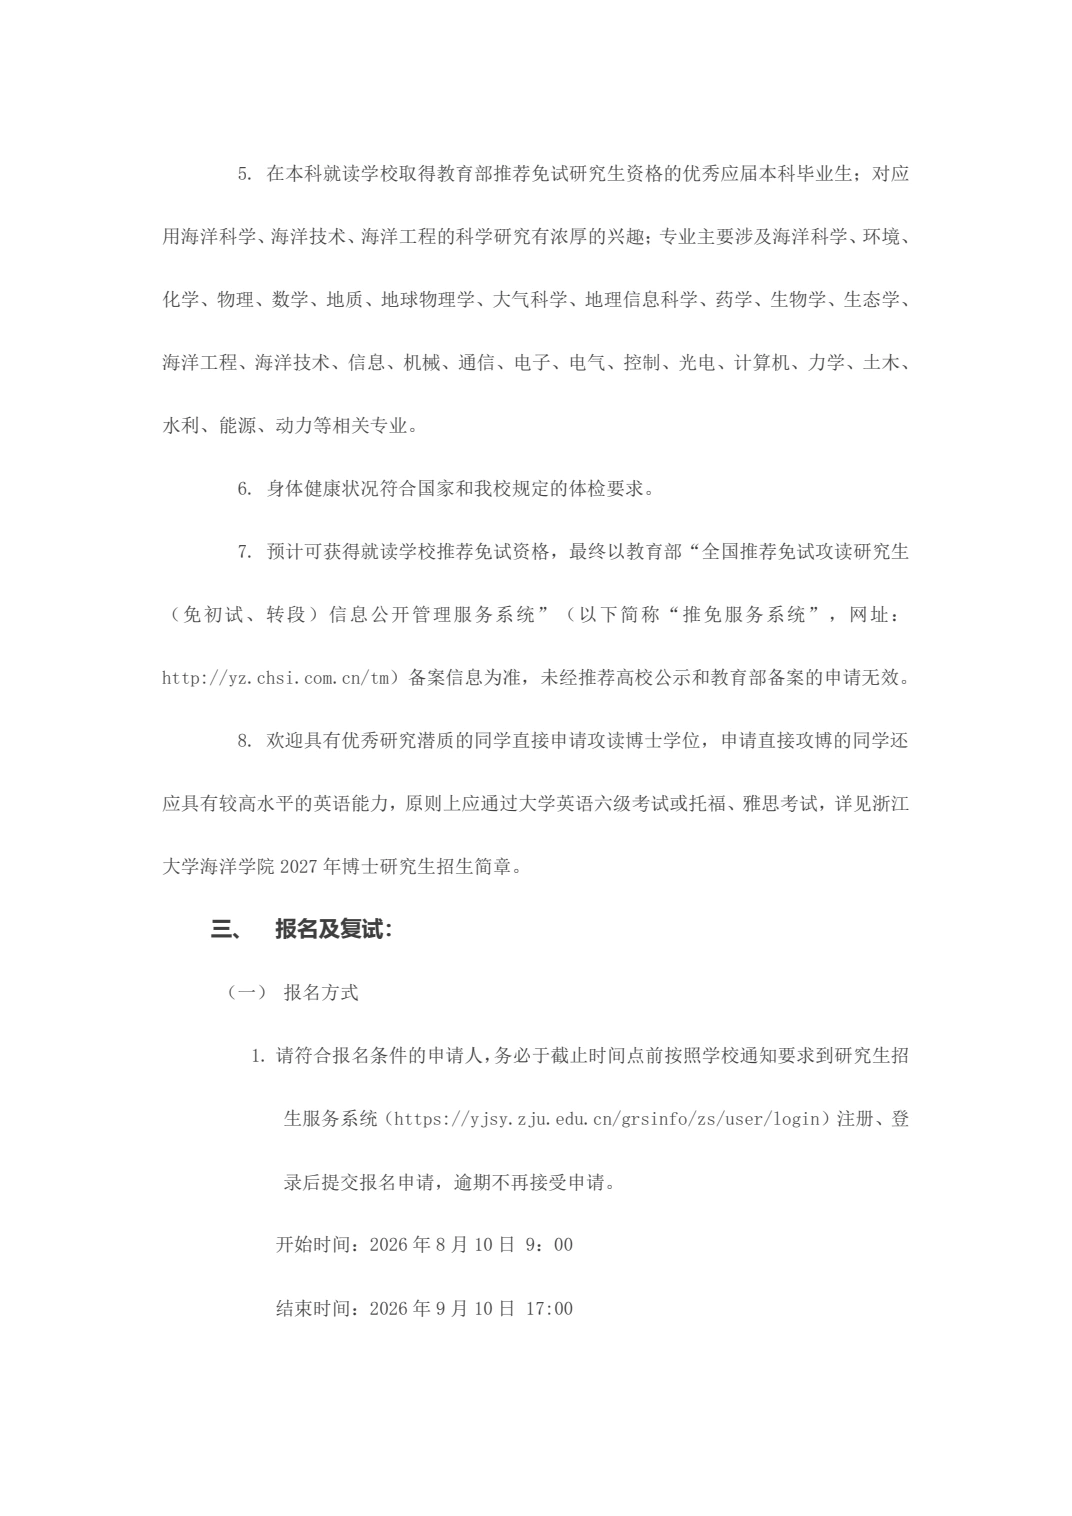 5. 在本科就读学校取得教育部推荐免试研究生资格的优秀应届本科毕业生；对应
用海洋科学、海洋技术、海洋工程的科学研究有浓厚的兴趣；专业主要涉及海洋科学、环境、
化学、物理、数学、地质、地球物理学、大气科学、地理信息科学、药学、生物学、生态学、
海洋工程、海洋技术、信息、机械、通信、电子、电气、控制、光电、计算机、力学、土木、
水利、能源、动力等相关专业。
6. 身体健康状况符合国家和我校规定的体检要求。
7. 预计可获得就读学校推荐免试资格，最终以教育部“全国推荐免试攻读研究生
（免初试、转段）信息公开管理服务系统”（以下简称“推免服务系统”，网址：
http://yz.chsi.com.cn/tm）备案信息为准，未经推荐高校公示和教育部备案的申请无效。
8. 欢迎具有优秀研究潜质的同学直接申请攻读博士学位，申请直接攻博的同学还
应具有较高水平的英语能力，原则上应通过大学英语六级考试或托福、雅思考试，详见浙江
大学海洋学院 2027 年博士研究生招生简章。
三、 报名及复试：
（一） 报名方式
1. 请符合报名条件的申请人，务必于截止时间点前按照学校通知要求到研究生招
生服务系统（https://yjsy.zju.edu.cn/grsinfo/zs/user/login）注册、登
录后提交报名申请，逾期不再接受申请。
开始时间：2026 年 8 月 10 日 9：00
结束时间：2026 年 9 月 10 日 17:00